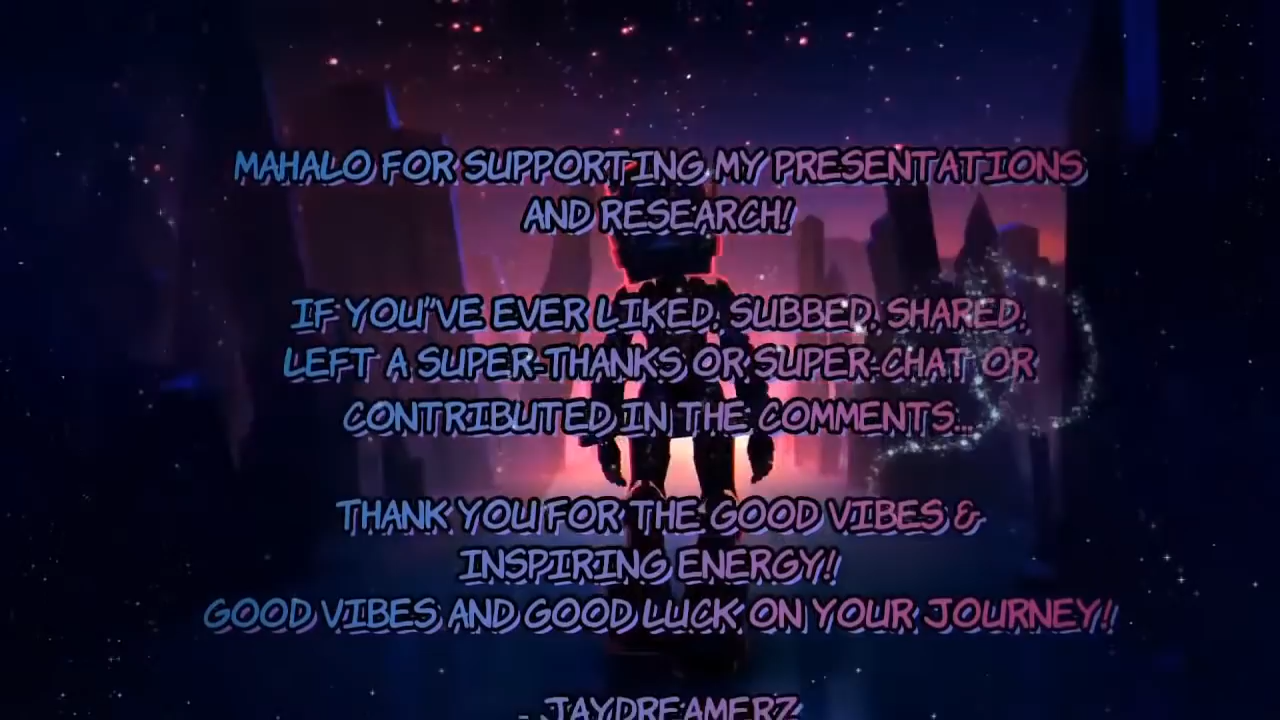 MAHALO FOR SUPPORTING MY PRESENTATIONS
AND RESEARCH!
IF YOU"VE EVER LIKED, SUBBED, SHARED,
LEFT A SUPER-THANKS OR SUPER-CHAT OR
CONTRIBUTED IN THE COMMENTS...
THANK YOU FOR THE GOOD VIBES &
INSPIRING ENERGY!!
GOOD VIBES AND GOOD LUCK ON YOUR JOURNEY!!
- JAYDREAMERZ